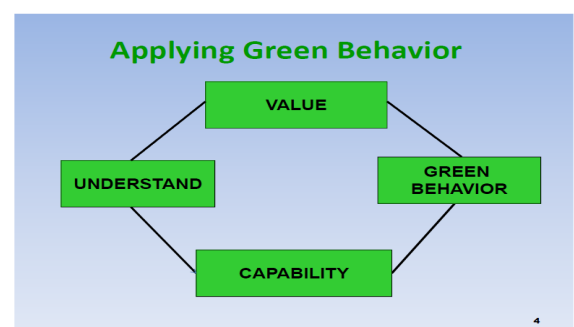 Applying Green Behavior
VALUE
UNDERSTAND
GREEN
BEHAVIOR
CAPABILITY
4